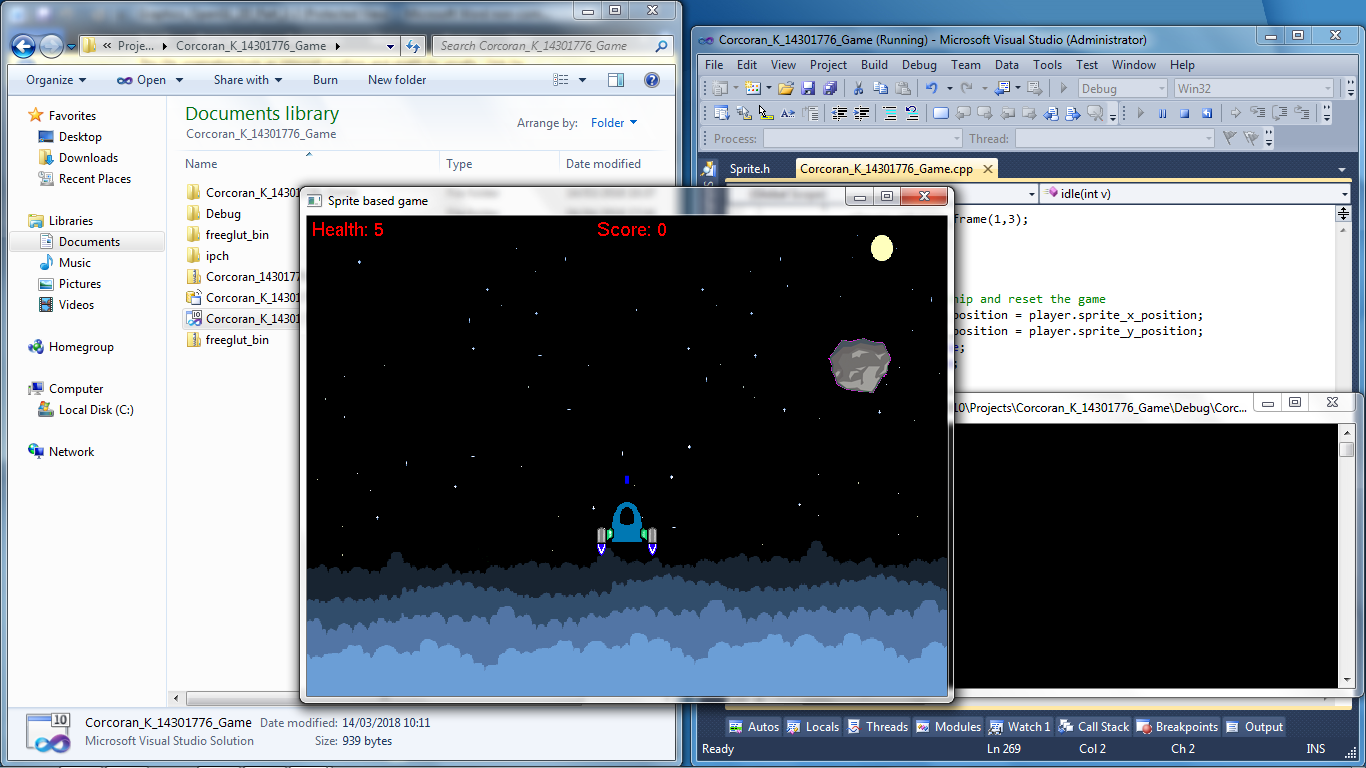 « Proje... ▸ Corcoran_K_14301776_Game ▸
Search Corcoran_K_14301776_Game
Organize Open Share with Burn New folder
Favorites
Desktop
Downloads
Recent Places
Libraries
Documents
Music
Pictures
Videos
Homegroup
Computer
Local Disk (C:)
Network
Documents library
Corcoran_K_14301776_Game
Arrange by: Folder
Name Type Date modified
Corcoran_K_1430
Debug
freeglut_bin
ipch
Corcoran_143017
Corcoran_K_1430
Corcoran_K_1430
freeglut_bin
10
Corcoran_K_14301776_Game Date modified: 14/03/2018 10:11
Microsoft Visual Studio Solution Size: 939 bytes
Sprite based game
Health: 5 Score: 0
Corcoran_K_14301776_Game (Running) - Microsoft Visual Studio (Administrator)
File Edit View Project Build Debug Team Data Tools Test Window Help
Debug Win32
Process: Thread:
Sprite.h Corcoran_K_14301776_Game.cpp
idle(int v)
frame(1,3);
hip and reset the game
position = player.sprite_x_position;
position = player.sprite_y_position;
10\Projects\Corcoran_K_14301776_Game\Debug\Corc...
Autos Locals Threads Modules Watch 1 Call Stack Breakpoints Output
Ready Ln 269 Col 2 Ch 2 INS